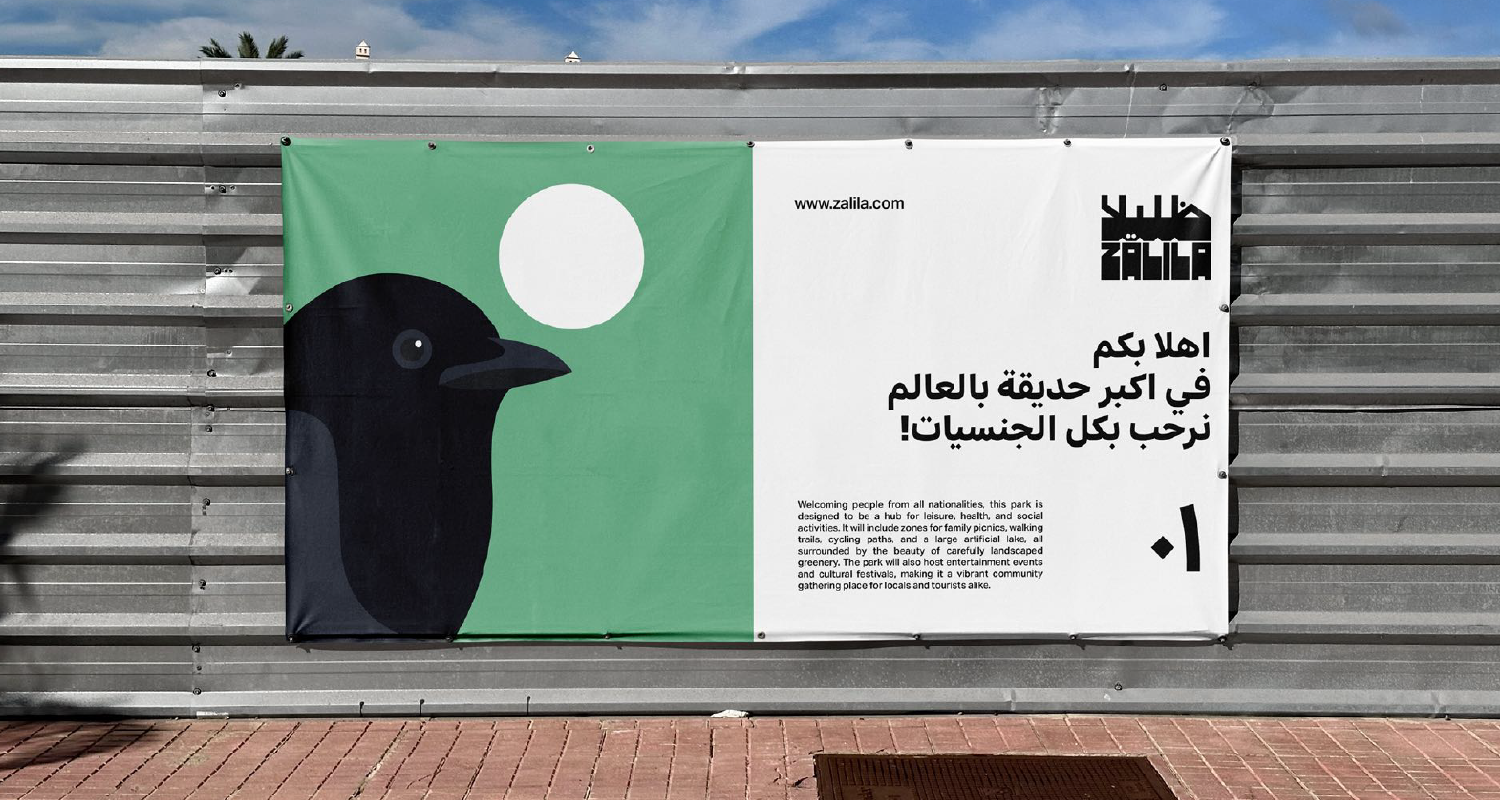 www.zalila.com
ظليلا
ZALILA
اهلا بكم
في اكبر حديقة بالعالم
نرحب بكل الجنسيات!
Welcoming people from all nationalities, this park is
designed to be a hub for leisure, health, and social
activities. It will include zones for family picnics, walking
trails, cycling paths, and a large artificial lake, all
surrounded by the beauty of carefully landscaped
greenery. The park will also host entertainment events
and cultural festivals, making it a vibrant community
gathering place for locals and tourists alike.
٠١